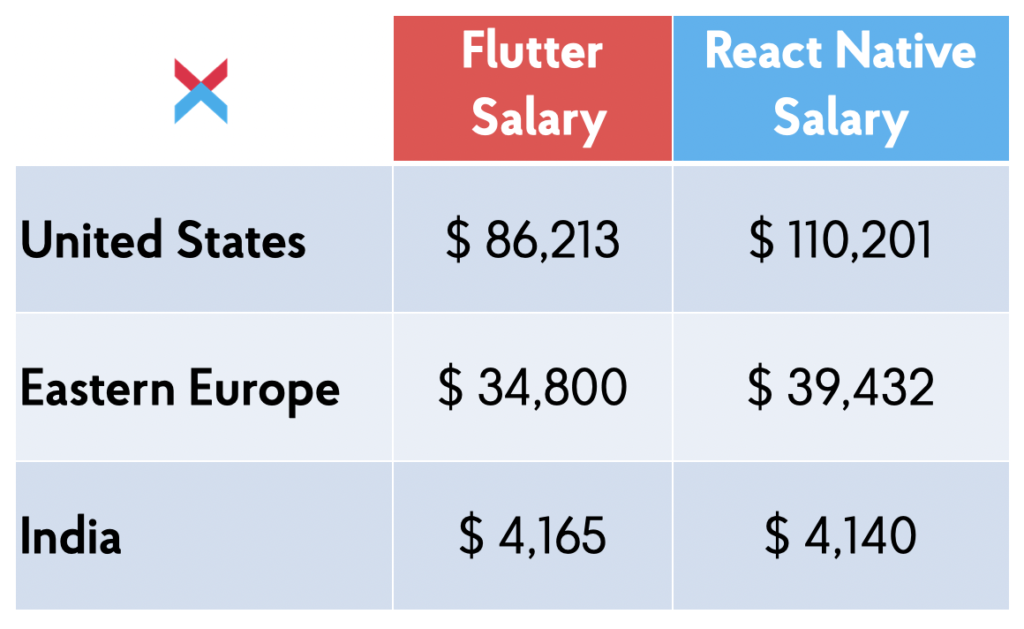 Flutter
Salary
React Native
Salary
United States
$ 86,213
$ 110,201
Eastern Europe
$ 34,800
$ 39,432
India
$ 4,165
$ 4,140